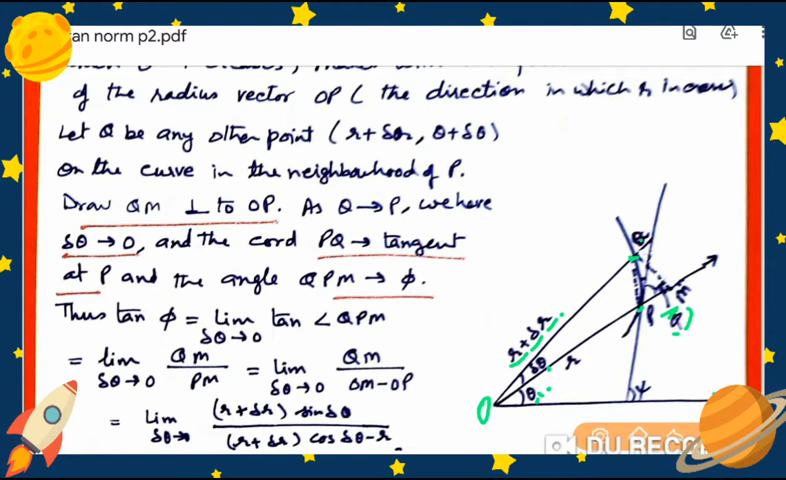 tan norm p2.pdf
of the radius vector OP ( the direction in which r increases)
Let Q be any other point (r+δr, θ+δθ)
on the curve in the neighbourhood of P.
Draw QM ⊥ to OP. As Q→P, we have
δθ→0, and the cord PQ → tangent
at P and the angle QPM → φ.
Thus tan φ = lim δθ→0 tan ∠QPM
= lim δθ→0 QM/PM = lim δθ→0 QM/OM-OP
= lim δθ→0 (r+δr) sin δθ/(r+δr) cos δθ-r
Q
M
P
r+δr
δθ
r
θ
O
ψ
DU RECO